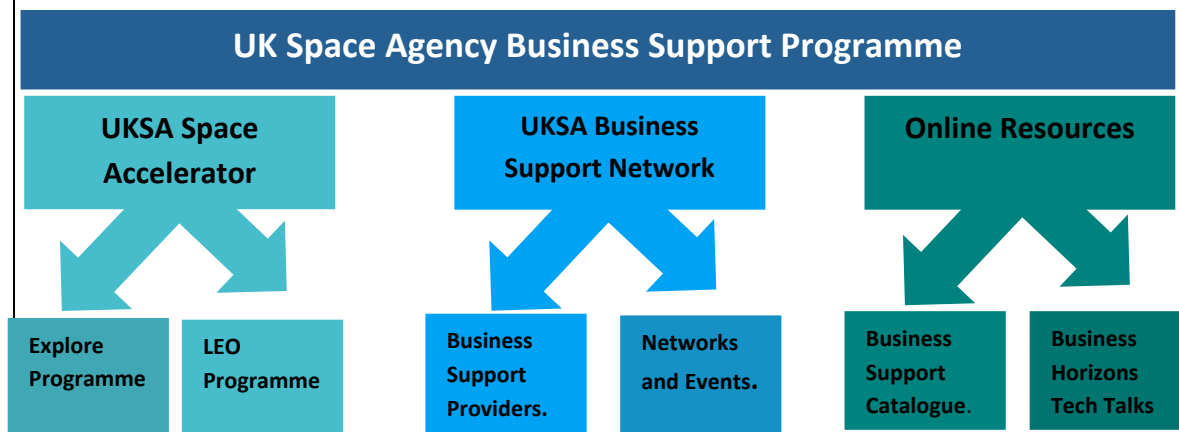 UK Space Agency Business Support Programme
UKSA Space
Accelerator
UKSA Business
Support Network
Online Resources
Explore
Programme
LEO
Programme
Business
Support
Providers.
Networks
and Events.
Business
Support
Catalogue.
Business
Horizons
Tech Talks